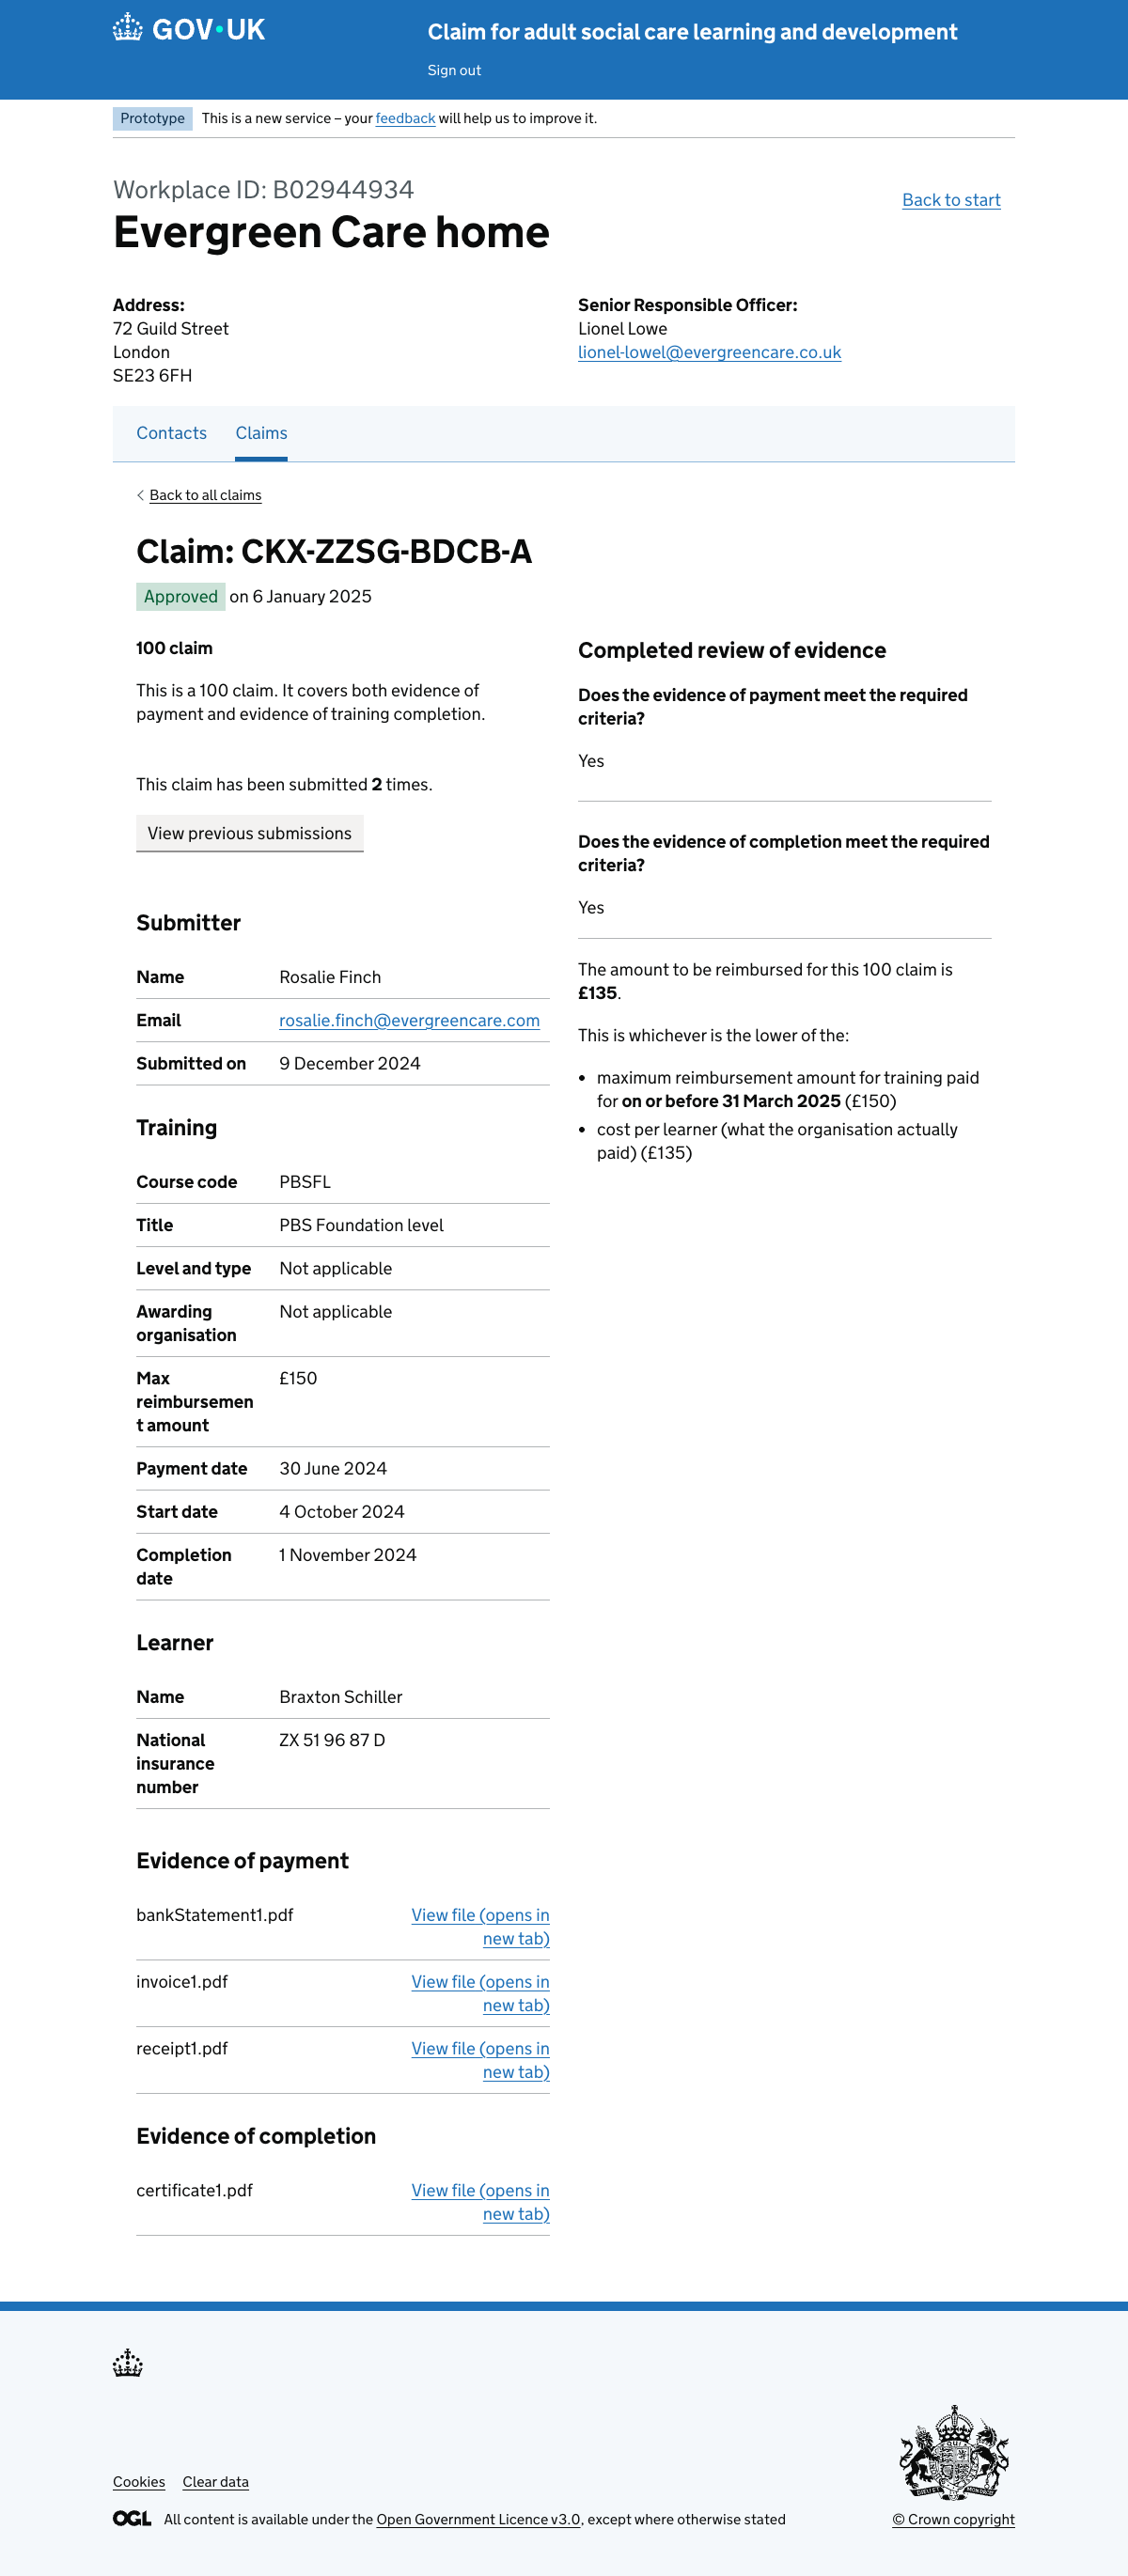 GOV·UK
Claim for adult social care learning and development
Sign out
Prototype
This is a new service – your feedback will help us to improve it.
Workplace ID: B02944934
Evergreen Care home
Back to start
Address:
72 Guild Street
London
SE23 6FH
Senior Responsible Officer:
Lionel Lowe
lionel-lowel@evergreencare.co.uk
Contacts
Claims
Back to all claims
Claim: CKX-ZZSG-BDCB-A
Approved on 6 January 2025
100 claim
This is a 100 claim. It covers both evidence of
payment and evidence of training completion.
This claim has been submitted 2 times.
View previous submissions
Submitter
Name Rosalie Finch
Email rosalie.finch@evergreencare.com
Submitted on 9 December 2024
Training
Course code PBSFL
Title PBS Foundation level
Level and type Not applicable
Awarding Not applicable
organisation
Max £150
reimbursemen
t amount
Payment date 30 June 2024
Start date 4 October 2024
Completion 1 November 2024
date
Learner
Name Braxton Schiller
National ZX 51 96 87 D
insurance
number
Evidence of payment
bankStatement1.pdf View file (opens in
new tab)
invoice1.pdf View file (opens in
new tab)
receipt1.pdf View file (opens in
new tab)
Evidence of completion
certificate1.pdf View file (opens in
new tab)
Completed review of evidence
Does the evidence of payment meet the required
criteria?
Yes
Does the evidence of completion meet the required
criteria?
Yes
The amount to be reimbursed for this 100 claim is
£135.
This is whichever is the lower of the:
• maximum reimbursement amount for training paid
for on or before 31 March 2025 (£150)
• cost per learner (what the organisation actually
paid) (£135)
Cookies
Clear data
OGL
All content is available under the Open Government Licence v3.0, except where otherwise stated
© Crown copyright